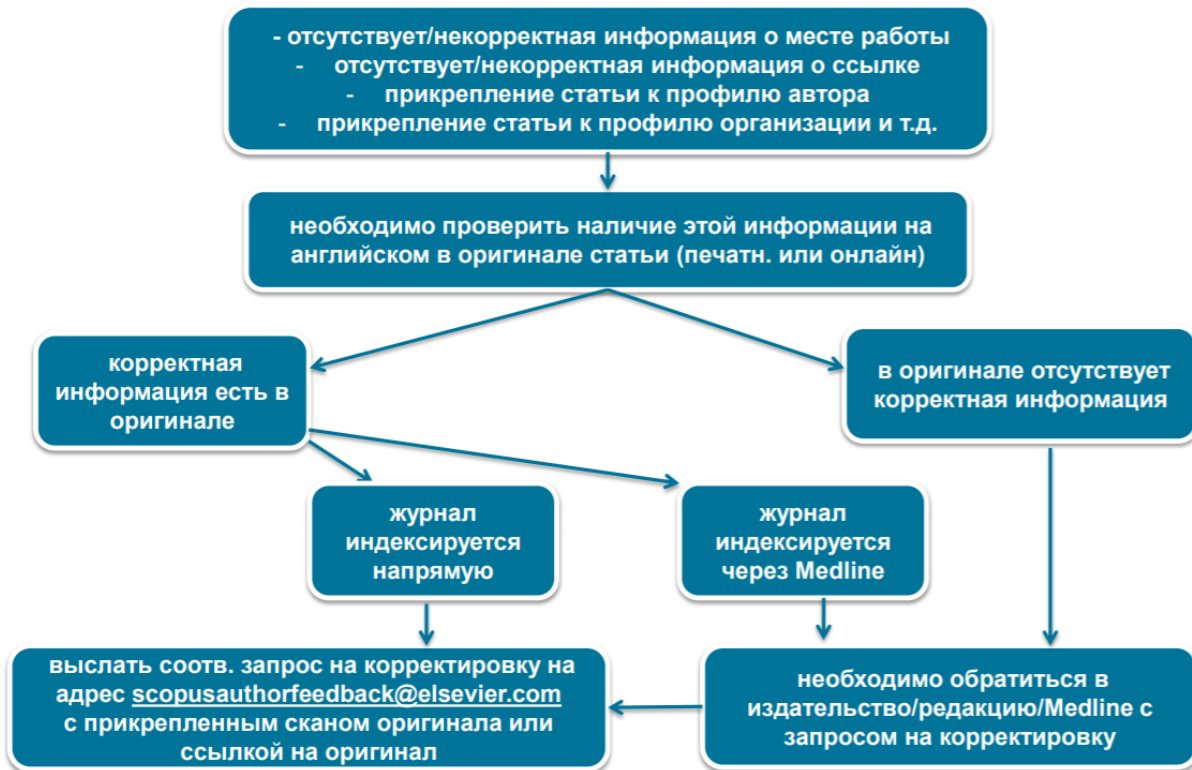 - отсутствует/некорректная информация о месте работы
- отсутствует/некорректная информация о ссылке
- прикрепление статьи к профилю автора
- прикрепление статьи к профилю организации и т.д.
необходимо проверить наличие этой информации на
английском в оригинале статьи (печатн. или онлайн)
корректная
информация есть в
оригинале
в оригинале отсутствует
корректная информация
журнал
индексируется
напрямую
журнал
индексируется
через Medline
выслать соотв. запрос на корректировку на
адрес scopusauthorfeedback@elsevier.com
с прикрепленным сканом оригинала или
ссылкой на оригинал
необходимо обратиться в
издательство/редакцию/Medline с
запросом на корректировку